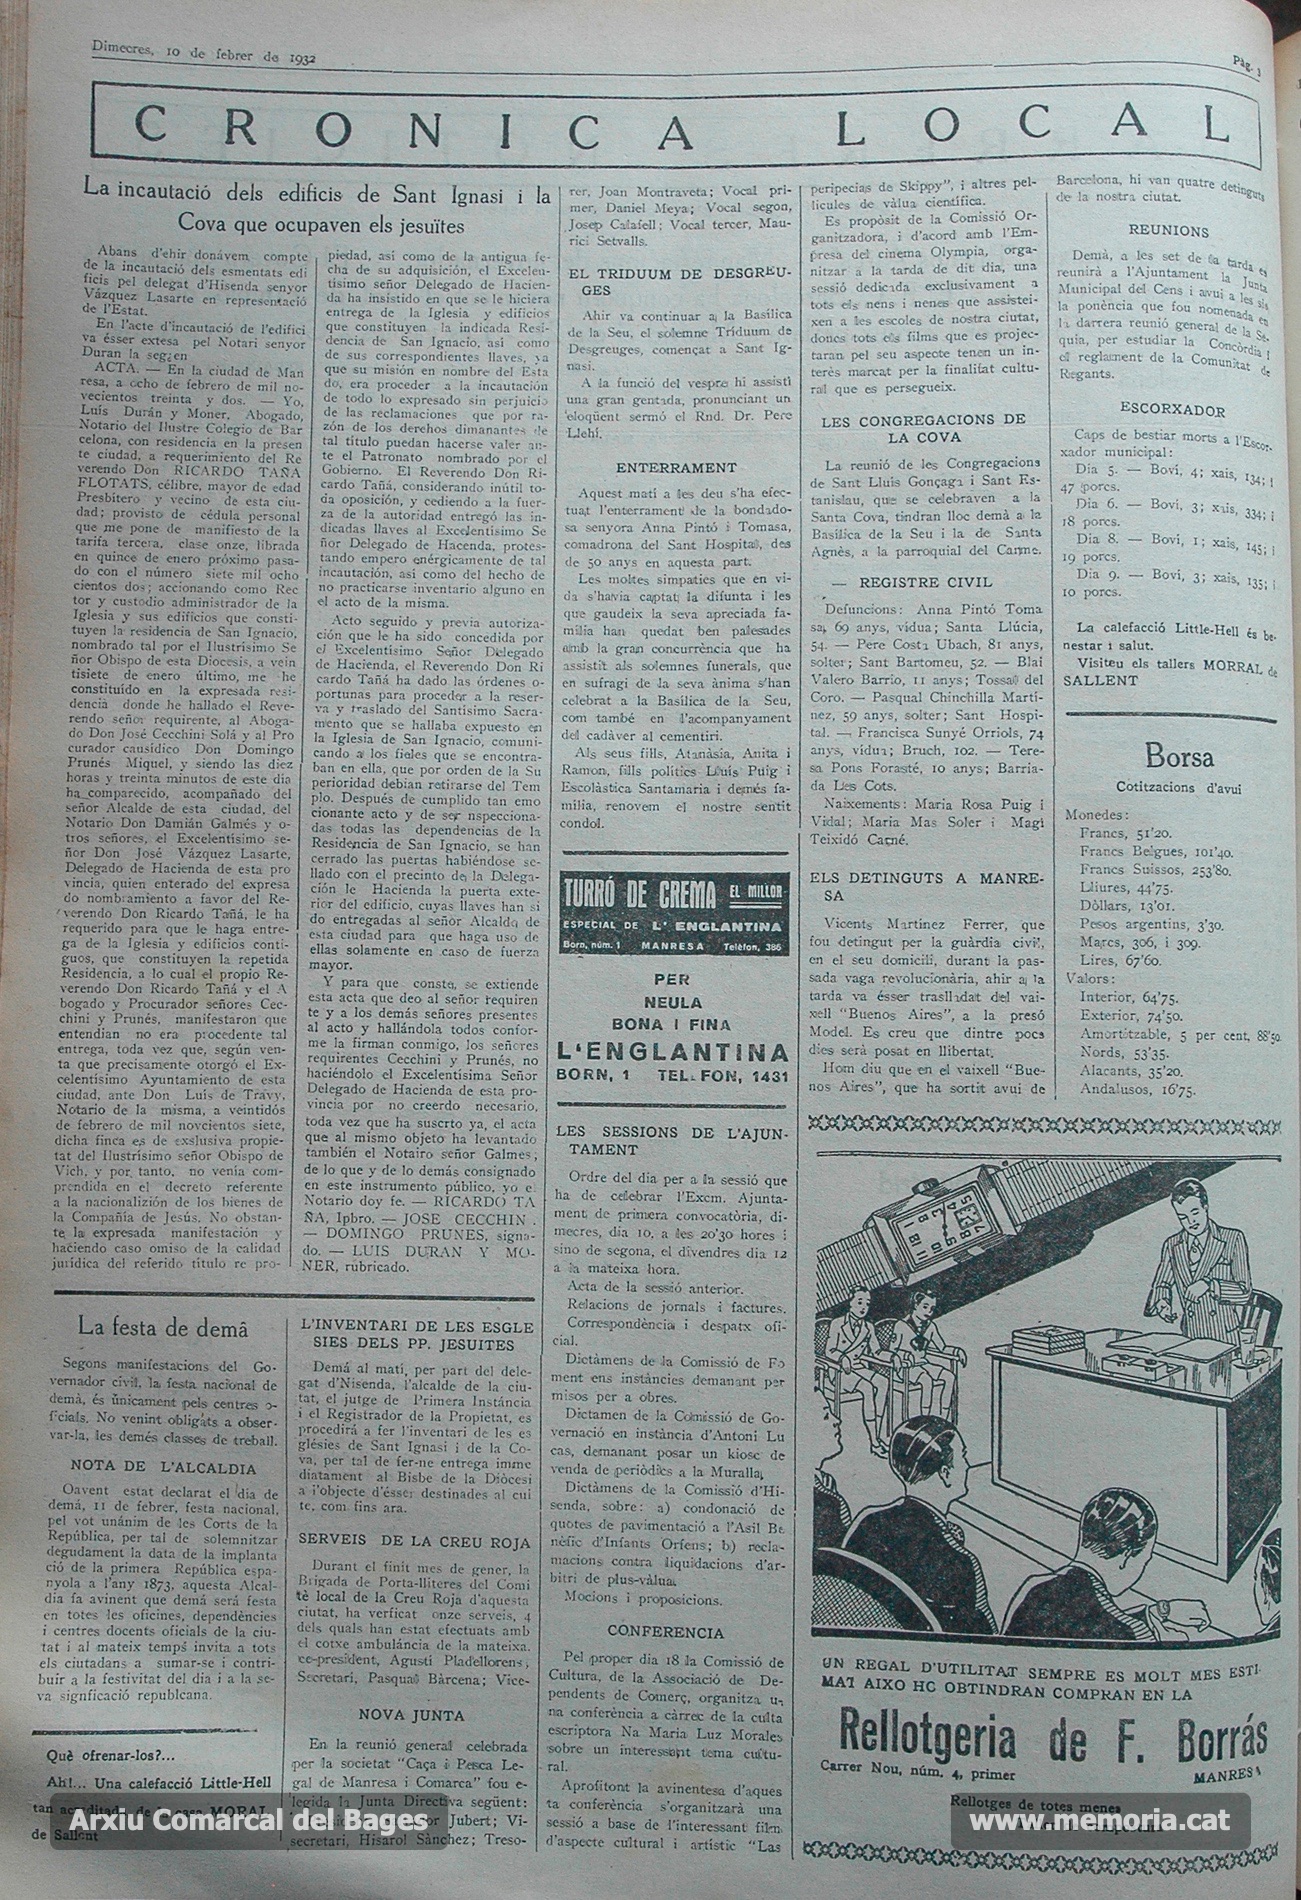 Dimecres, 10 de febrer de 1932
Pàg. 3
CRONICA LOCAL
La incautació dels edificis de Sant Ignasi i la
Cova que ocupaven els jesuïtes
Abans d'ehir donávem compte
de la incautació dels esmentats edi
ficis pel delegat d'Hisenda senyor
Vázquez Lasarte en representació
de l'Estat.
En l'acte d'incautació de l'edifici
va ésser extesa pel Notari senyor
Duran la segẹn
ACTA. — En la ciudad de Man
resa, a ocho de febrero de mil no-
vecientos treinta y dos. — Yo,
Luis Durán y Moner, Abogado,
Notario del Ilustre Colegio de Bar
celona, con residencia en la presen
te ciudad, a requerimiento del Re
verendo Don RICARDO TAÑA
FLOTATS, célibre, mayor de edad
Presbitero y vecino de esta ciu-
dad; provisto de cédula personal
que me pone de manifiesto de la
tarifa tercera, clase onze, librada
en quince de enero próximo pasa-
do con el número siete mil ocho
cientos dos; accionando como Rec
tor y custodio administrador de la
Iglesia y sus edificios que consti-
tuyen la residencia de San Ignacio,
nombrado tal por el Ilustrisimo Se
ñor Obispo de esta Diocesis, a vein
tisiete de enero último, me he
constituído en la expresada resi-
dencia donde he hallado el Reve-
rendo señor requirente, al Aboga-
do Don José Cecchini Solá y al Pro
curador causídico Don Domingo
Prunés Miquel, y siendo las diez
horas y treinta minutos de este dia
ha comparecido, acompañado del
señor Alcalde de esta ciudad, del
Notario Don Damián Galmés y o-
tros señores, el Excelentísimo se-
ñor Don José Vázquez Lasarte,
Delegado de Hacienda de esta pro
vincia, quien enterado del expresa
do nombramiento a favor del Re-
verendo Don Ricardo Tañá, le ha
requerido para que le haga entre-
ga de la Iglesia y edificios conti-
guos, que constituyen la repetida
Residencia, a lo cual el propio Re-
verendo Don Ricardo Tañá y el A
bogado y Procurador señores Cec-
chini y Prunés, manifestaron que
entendian no era procedente tal
entrega, toda vez que, según ven-
ta que precisamente otorgó el Ex-
celentísimo Ayuntamiento de esta
ciudad, ante Don Luís de Travy,
Notario de la misma, a veintidós
de febrero de mil novcientos siete,
dicha finca es de exslusiva propie-
tat del Ilustrísimo señor Obispo de
Vich, y por tanto, no venia com-
prendida en el decreto referente
a la nacionalizión de los bienes de
la Compañía de Jesús. No obstan-
te la expresada manifestación y
haciendo caso omiso de la calidad
jurídica del referido titulo re pro-
piedad, asi como de la antigua fe-
cha de su adquisición, el Excelen-
tísimo señor Delegado de Hacien-
da ha insistido en que se le hiciera
entrega de la Iglesia y edificios
que constituyen la indicada Resi-
dencia de San Ignacio, así como
de sus correspondientes llaves, ya
que su misión en nombre del Esta
do, era proceder a la incautación
de todo lo expresado sin perjuicio
de las reclamaciones que por ra-
zón de los derehos dimanantes de
tal titulo puedan hacerse valer an-
te el Patronato nombrado por el
Gobierno. El Reverendo Don Ri-
cardo Tañá, considerando inútil to-
da oposición, y cediendo a la fuer-
za de la autoridad entregó las in-
dicadas llaves al Excelentísimo Se
ñor Delegado de Hacenda, protes-
tando empero enérgicamente de tal
incautación, asi como del hecho de
no practicarse inventario alguno en
el acto de la misma.
Acto seguido y previa autoriza-
ción que le ha sido concedida por
el Excelentisimo Señor Delegado
de Hacienda, el Reverendo Don Ri
cardo Tañá ha dado las órdenes o-
portunas para proceder a la reser-
va y traslado del Santísimo Sacra-
mento que se hallaba expuesto en
la Iglesia de San Ignacio, comuni-
cando a los fieles que se encontra-
ban en ella, que por orden de la Su
perioridad debian retirarse del Tem
plo. Después de cumplido tan emo
cionante acto y de ser nspecciona-
das todas las dependencias de la
Residencia de San Ignacio, se han
cerrado las puertas habiéndose se-
llado con el precinto de la Delega-
ción le Hacienda la puerta exte-
rior del edificio, cuyas llaves han si
do entregadas al señor Alcalde de
esta ciudad para que haga uso de
ellas solamente en caso de fuerza
mayor.
Y para que conste, se extiende
esta acta que deo al señor requiren
te y a los demás señores presentes
al acto y hallándola todos confor-
me la firman conmigo, los señores
requirentes Cecchini y Prunés, no
haciéndolo el Excelentisima Señor
Delegado de Hacienda de esta pro-
vincia por no creerdo necesario,
toda vez que ha suscrto ya, el acta
que al mismo objeto ha levantado
también el Notairo señor Galmes;
de lo que y de lo demás consignado
en este instrumento público, yo e
Notario doy fe. — RICARDO TA
ÑA, Ipbro. — JOSE CECCHIN .
— DOMINGO PRUNES, signa-
do. — LUIS DURAN Y MO-
NER, rubricado.
La festa de demà
Segons manifestacions del Go-
vernador civil, la festa nacional de
demà, és únicament pels centres o-
ficials. No venint obligàts a obser-
var-la, les demés classes de treball.
NOTA DE L'ALCALDIA
Oavent estat declarat el dia de
demá, 11 de febrer, festa nacional,
pel vot unánim de les Corts de la
República, per tal de solemnitzar
degudament la data de la implanta
ció de la primera República espa-
nyola a l'any 1873, aquesta Alcal-
dia fa avinent que demá será festa
en totes les oficines, dependències
i centres docents oficials de la ciu-
tat i al mateix temps invita a tots
els ciutadans a sumar-se i contri-
buir a la festivitat del dia i a la se-
va signficació republcana.
Què ofrenar-los?...
Ah!... Una calefacció Little-Hell
tan acreditada de la casa MORAL
de Sallent
L'INVENTARI DE LES ESGLE
SIES DELS PP. JESUITES
Demá al matí, per part del dele-
gat d'Nisenda, l'alcalde de la ciu-
tat, el jutge de Primera Instáncia
i el Registrador de la Propietat, es
procedirá a fer l'inventari de les es
glésies de Sant Ignasi i de la Co-
va, per tal de fer-ne entrega imme
diatament al Bisbe de la Diòcesi
a l'objecte d'ésser destinades al cul
te, com fins ara.
SERVEIS DE LA CREU ROJA
Durant el finit mes de gener, la
Brigada de Porta-lliteres del Comi
tè local de la Creu Roja d'aquesta
ciutat, ha verficat onze serveis, 4
dels quals han estat efectuats amb
el cotxe ambuláncia de la mateixa.
ce-president, Agustí Pladellorens,
Secretari, Pasqual Bàrcena; Vice-
NOVA JUNTA
En la reunió general celebrada
per la societat "Caça i Pesca Le-
gal de Manresa i Comarca" fou e-
legida la Junta Directiva següent:
Jubert; Vi-
secretari, Hisarol Sànchez; Treso-
rer, Joan Montraveta; Vocal pri-
mer, Daniel Meya; Vocal segon,
Josep Calafell; Vocal tercer, Mau-
rici Setvalls.
EL TRIDUUM DE DESGREU-
GES
Ahir va continuar a la Basílica
de la Seu, el solemne Tríduum de
Desgreuges, començat a Sant Ig-
nasi.
A la funció del vespre hi assistí
una gran gentada, pronunciant un
eloqüent sermó el Rnd. Dr. Pere
Llehí.
ENTERRAMENT
Aquest matí a les deu s'ha efec-
tuat l'enterrament de la bondado-
sa senyora Anna Pintó i Tomasa,
comadrona del Sant Hospital, des
de 50 anys en aquesta part.
Les moltes simpaties que en vi-
da s'havia captat la difunta i les
que gaudeix la seva apreciada fa-
milia han quedat ben palesades
amb la gran concurrència que ha
assistit als solemnes funerals, que
en sufragi de la seva ànima s'han
celebrat a la Basílica de la Seu,
com també en l'acompanyament
del cadàver al cementiri.
Als seus fills, Atanàsia, Anita i
Ramon, fills polítics Lluís Puig i
Escolàstica Santamaria i demés fa-
milia, renovem el nostre sentit
condol.
TURRÓ DE CREMA EL MILLOR
ESPECIAL DE L'ENGLANTINA
Born, núm. 1 MANRESA Telèfon, 386
PER
NEULA
BONA I FINA
L'ENGLANTINA
BORN, 1 TEL. FON, 1431
LES SESSIONS DE L'AJUN-
TAMENT
Ordre del dia per a la sessió que
ha de celebrar l'Excm. Ajunta-
ment de primera convocatòria, di-
mecres, dia 10, a les 20'30 hores i
sino de segona, el divendres dia 12
a la mateixa hora.
Acta de la sessió anterior.
Relacions de jornals i factures.
Correspondència i despatx ofi-
cial.
Dictàmens de la Comissió de Fo
ment ens instàncies demanant per
misos per a obres.
Dictamen de la Comissió de Go-
vernació en instància d'Antoni Lu
cas, demanant posar un kiosc de
venda de periòdics a la Muralla.
Dictàmens de la Comissió d'Hi-
senda, sobre: a) condonació de
quotes de pavimentació a l'Asil Be
nèfic d'Infants Orfens; b) recla-
macions contra liquidacions d'ar-
bitri de plus-vàlua.
Mocions i proposicions.
CONFERENCIA
Pel proper dia 18 la Comissió de
Cultura, de la Associació de De-
pendents de Comerç, organitza u-
na conferència a càrrec de la culta
escriptora Na Maria Luz Morales
sobre un interessant tema cultu-
ral.
Aprofitont la avinentesa d'aques
ta conferència s'organitzarà una
sessió a base de l'interessant film
d'aspecte cultural i artístic "Las
peripecias de Skippy", i altres pel-
lícules de vàlua científica.
Es propòsit de la Comissió Or-
ganitzadora, i d'acord amb l'Em-
presa del cinema Olympia, orga-
nitzar a la tarda de dit dia, una
sessió dedicada exclusivament a
tots els nens i nenes que assistei-
xen a les escoles de nostra ciutat,
doncs tots els films que es projec-
taran pel seu aspecte tenen un in-
terès marcat per la finalitat cultu-
ral que es persegueix.
LES CONGREGACIONS DE
LA COVA
La reunió de les Congregacions
de Sant Lluis Gonçaga i Sant Es-
tanislau, que se celebraven a la
Santa Cova, tindran lloc demà a la
Basílica de la Seu i la de Santa
Agnès, a la parroquial del Carme.
— REGISTRE CIVIL
Defuncions: Anna Pintó Toma
sa, 69 anys, vidua; Santa Llúcia,
54. — Pere Costa Ubach, 81 anys,
solter; Sant Bartomeu, 52. — Blai
Valero Barrio, 11 anys; Tossal del
Coro. — Pasqual Chinchilla Martí-
nez, 59 anys, solter; Sant Hospi-
tal. — Francisca Sunyé Orriols, 74
anys, vidua; Bruch, 102. — Tere-
sa Pons Forasté, 10 anys; Barria-
da Les Cots.
Naixements: Maria Rosa Puig i
Vidal; Maria Mas Soler i Magí
Teixidó Carné.
ELS DETINGUTS A MANRE-
SA
Vicents Martinez Ferrer, que
fou detingut per la guàrdia civil,
en el seu domicili, durant la pas-
sada vaga revolucionària, ahir a la
tarda va ésser traslladat del vai-
xell "Buenos Aires", a la presó
Model. Es creu que dintre pocs
dies serà posat en llibertat.
Hom diu que en el vaixell "Bue-
nos Aires", que ha sortit avui de
Barcelona, hi van quatre detinguts
de la nostra ciutat.
REUNIONS
Demà, a les set de la tarda es
reunirà a l'Ajuntament la Junta
Municipal del Cens i avui a les sis
la ponència que fou nomenada en
la darrera reunió general de la Se-
quia, per estudiar la Concòrdia i
el reglament de la Comunitat de
Regants.
ESCORXADOR
Caps de bestiar morts a l'Escor-
xador municipal:
Dia 5. — Boví, 4; xais, 134; i
47 porcs.
Dia 6. — Boví, 3; xais, 334; i
18 porcs.
Dia 8. — Boví, 1; xais, 145; i
19 porcs.
Dia 9. — Boví, 3; xais, 135; i
10 porcs.
La calefacció Little-Hell és be-
nestar i salut.
Visiteu els tallers MORRAL de
SALLENT
Borsa
Cotitzacions d'avui
Monedes:
Francs, 51'20.
Francs Belgues, 101'40.
Francs Suissos, 253'80.
Lliures, 44'75.
Dòllars, 13'01.
Pesos argentins, 3'30.
Marcs, 306, i 309.
Lires, 67'60.
Valors:
Interior, 64'75.
Exterior, 74'50.
Amortitzable, 5 per cent, 88'50.
Nords, 53'35.
Alacants, 35'20.
Andalusos, 16'75.
UN REGAL D'UTILITAT SEMPRE ES MOLT MES ESTI-
MAT AIXO HO OBTINDRAN COMPRAN EN LA
Rellotgeria de F. Borrás
Carrer Nou, núm. 4, primer
MANRESA
Rellotges de totes menes
Arxiu Comarcal del Bages
www.memoria.cat